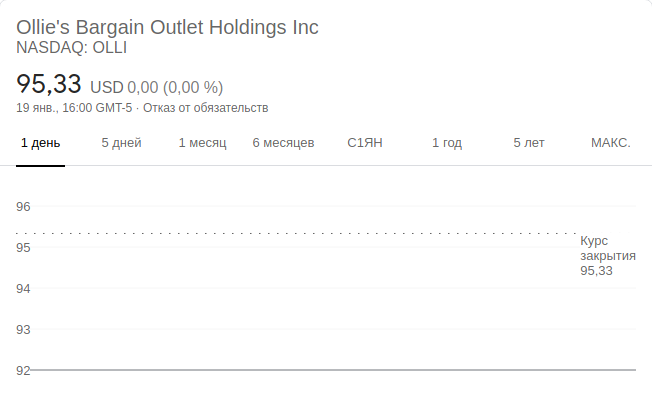 Ollie's Bargain Outlet Holdings Inc
NASDAQ: OLLI
95,33 USD 0,00 (0,00 %)
19 янв., 16:00 GMT-5 · Отказ от обязательств
1 день 5 дней 1 месяц 6 месяцев С1ЯН 1 год 5 лет МАКС.
96
95
94
93
92
Курс
закрытия
95,33